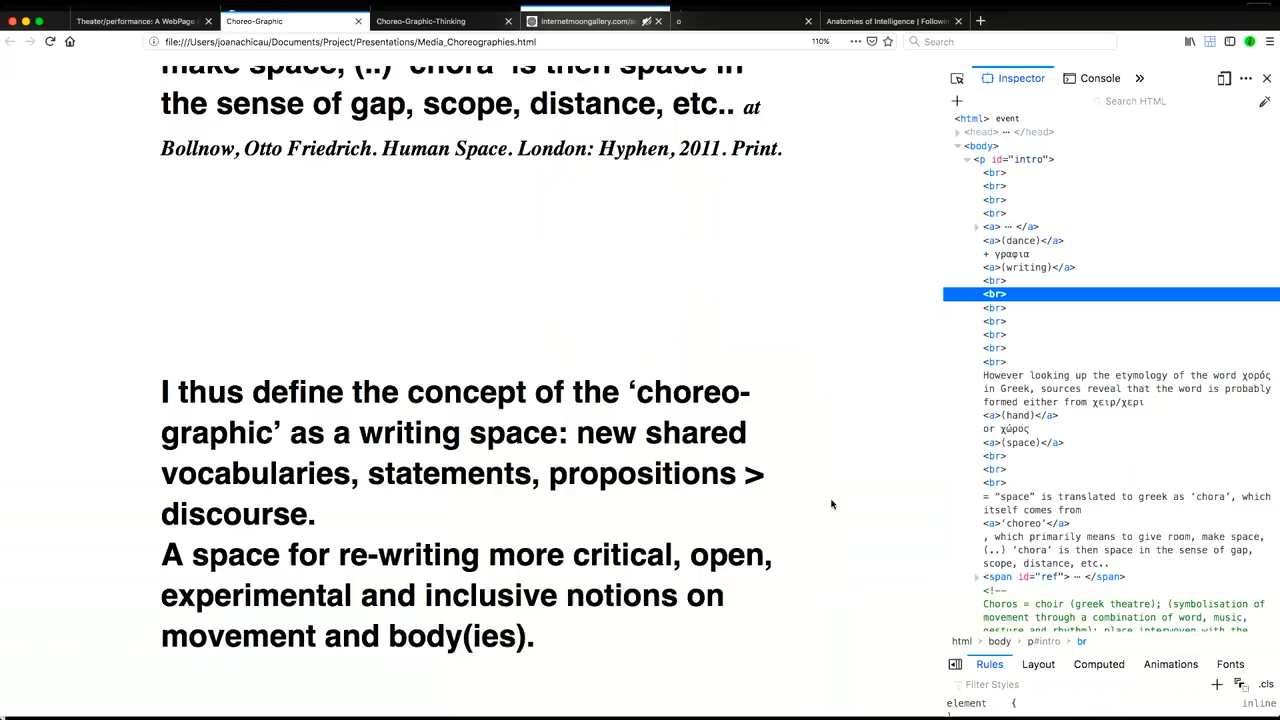 Theater/performance: A WebPage
Choreo-Graphic
Choreo-Graphic-Thinking
internetmoongallery.com/a
Anatomies of Intelligence | Followin
file:///Users/joanachicau/Documents/Project/Presentations/Media_Choreographies.html
110%
Search
make space, (..) ‘chora’ is then space in
the sense of gap, scope, distance, etc.. at
Bollnow, Otto Friedrich. Human Space. London: Hyphen, 2011. Print.
I thus define the concept of the ‘choreo-
graphic’ as a writing space: new shared
vocabularies, statements, propositions >
discourse.
A space for re-writing more critical, open,
experimental and inclusive notions on
movement and body(ies).
Inspector
Console
Search HTML
<html> event
<head> ⋯ </head>
<body>
<p id="intro">
<br>
<br>
<br>
<br>
<a> ⋯ </a>
<a>(dance)</a>
+ γραφια
<a>(writing)</a>
<br>
<br>
<br>
<br>
<br>
<br>
<br>
However looking up the etymology of the word χορός
in Greek, sources reveal that the word is probably
formed either from χειρ/χερι
<a>(hand)</a>
or χώρος
<a>(space)</a>
<br>
<br>
<br>
= “space” is translated to greek as ‘chora’, which
itself comes from
<a>‘choreo’</a>
, which primarily means to give room, make space,
(..) ‘chora’ is then space in the sense of gap,
scope, distance, etc..
<span id="ref"> ⋯ </span>
<!--
Choros = choir (greek theatre); (symbolisation of
movement through a combination of word, music,
gesture and rhythm); place interwoven with the
html body p#intro br
Rules Layout Computed Animations Fonts
Filter Styles
.cls
element { inline